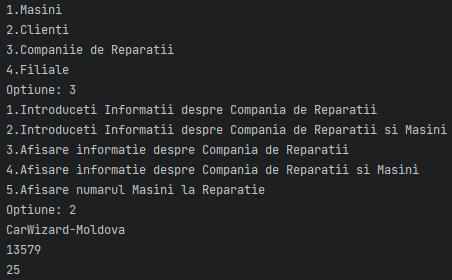 1.Masini
2.Clienti
3.Companiie de Reparatii
4.Filiale
Optiune: 3
1.Introduceti Informatii despre Compania de Reparatii
2.Introduceti Informatii despre Compania de Reparatii si Masini
3.Afisare informatie despre Compania de Reparatii
4.Afisare informatie despre Compania de Reparatii si Masini
5.Afisare numarul Masini la Reparatie
Optiune: 2
CarWizard-Moldova
13579
25